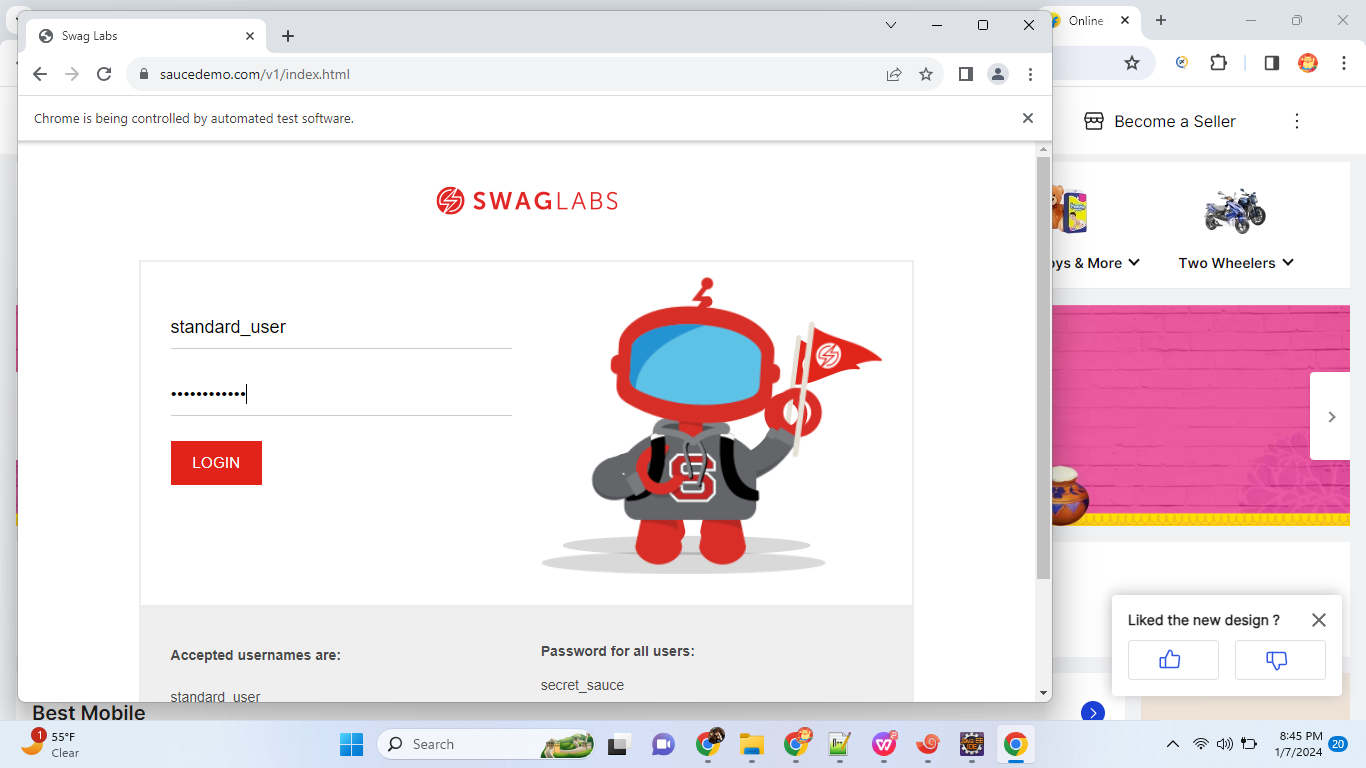 Swag Labs
Online
saucedemo.com/v1/index.html
Chrome is being controlled by automated test software.
Become a Seller
SWAGLABS
oys & More
Two Wheelers
standard_user
••••••••••••
LOGIN
S
Accepted usernames are:
standard_user
Password for all users:
secret_sauce
Liked the new design ?
Best Mobile
1
55°F
Clear
Search
8:45 PM
1/7/2024
20